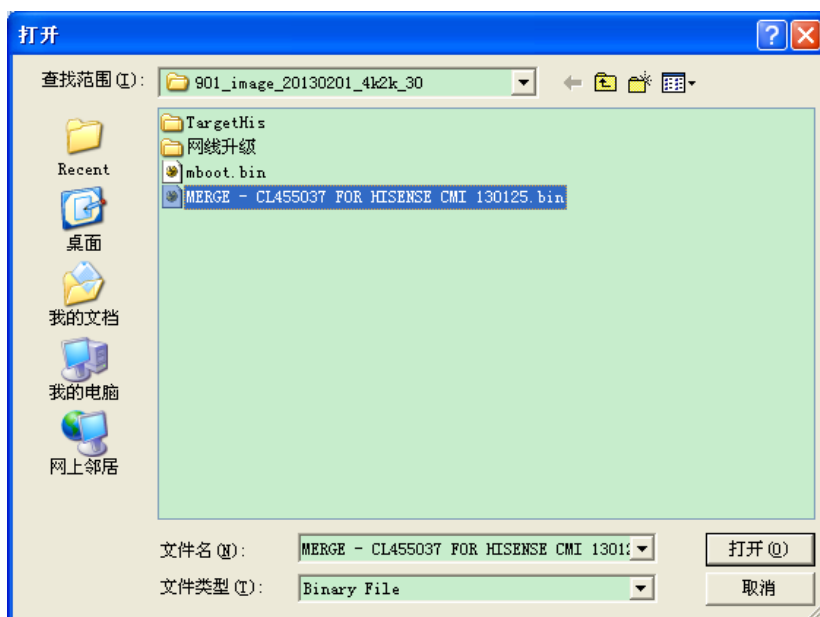 打开
查找范围(I):
901_image_20130201_4k2k_30
TargetHis
网线升级
mboot.bin
MERGE - CL455037 FOR HISENSE CMI 130125.bin
Recent
桌面
我的文档
我的电脑
网上邻居
文件名(N):
MERGE - CL455037 FOR HISENSE CMI 13012
打开(O)
文件类型(T):
Binary File
取消